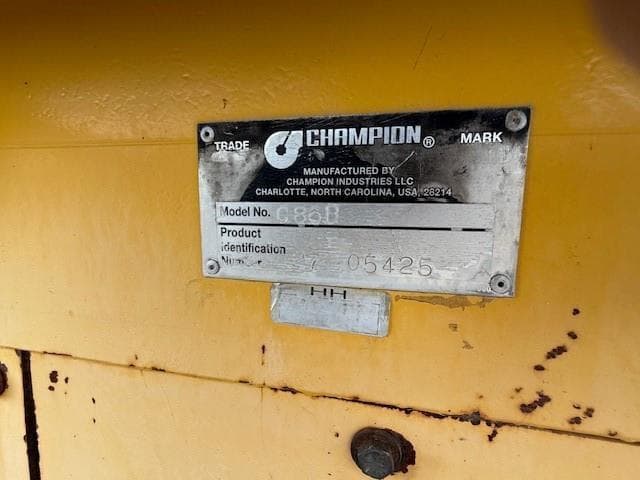 TRADE CHAMPION ® MARK
MANUFACTURED BY
CHAMPION INDUSTRIES LLC
CHARLOTTE, NORTH CAROLINA, USA, 28214
Model No.
Product
Identification
Number 05425
HH